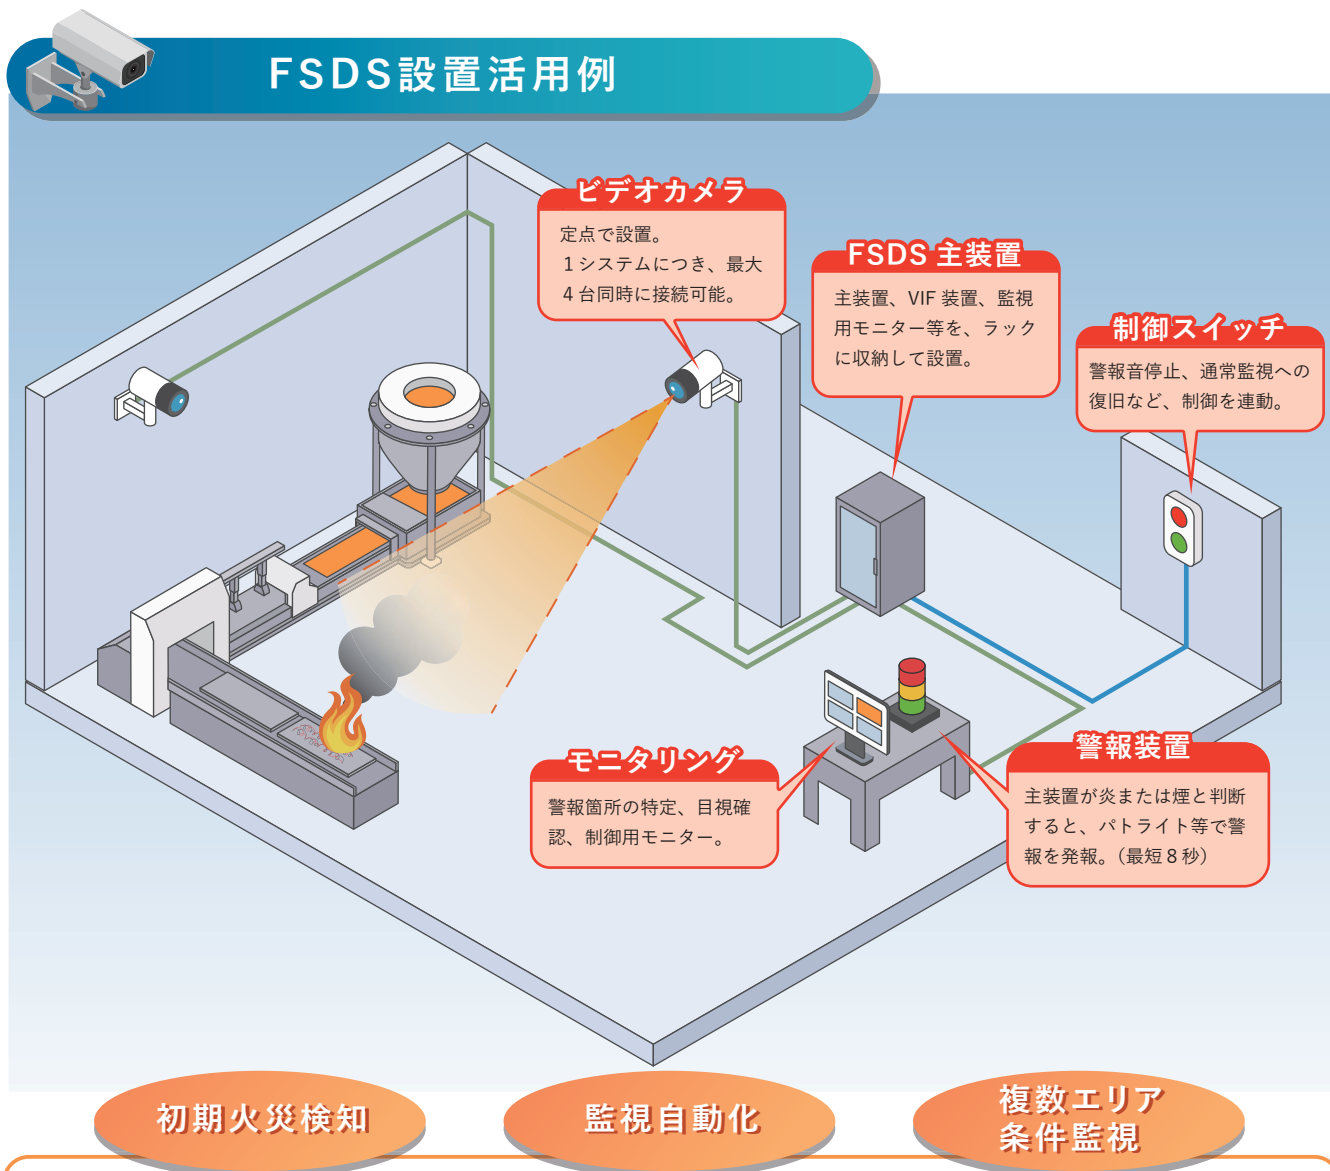 FSDS設置活用例
ビデオカメラ
定点で設置。
1システムにつき、最大
4台同時に接続可能。
FSDS 主装置
主装置、VIF 装置、監視
用モニター等を、ラック
に収納して設置。
制御スイッチ
警報音停止、通常監視への
復旧など、制御を連動。
モニタリング
警報箇所の特定、目視確
認、制御用モニター。
警報装置
主装置が炎または煙と判断
すると、パトライト等で警
報を発報。(最短8秒)
初期火災検知
監視自動化
複数エリア
条件監視